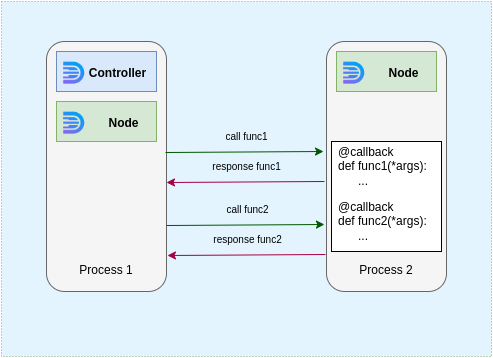 Controller
Node
Node
call func1
response func1
call func2
response func2
@callback
def func1(*args):
...
@callback
def func2(*args):
...
Process 1
Process 2